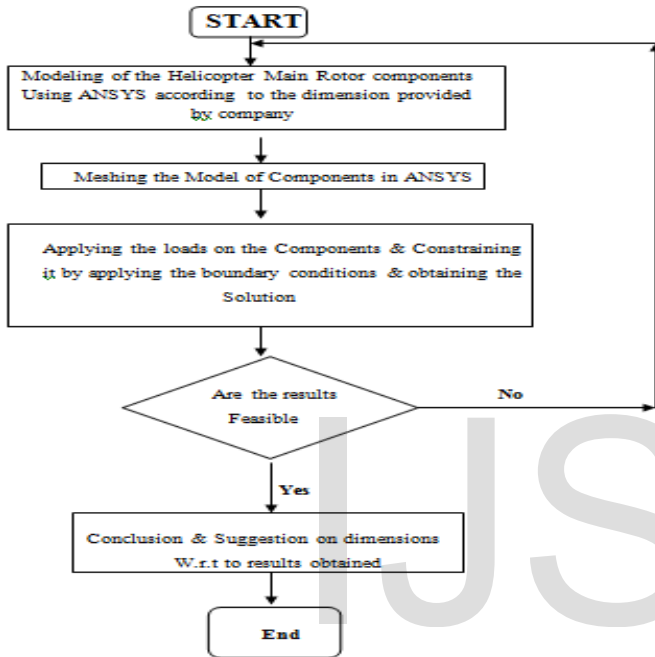 START
Modeling of the Helicopter Main Rotor components
Using ANSYS according to the dimension provided
by company
Meshing the Model of Components in ANSYS
Applying the loads on the Components & Constraining
it by applying the boundary conditions & obtaining the
Solution
Are the results
Feasible
No
Yes
Conclusion & Suggestion on dimensions
W.r.t to results obtained
End
IJS